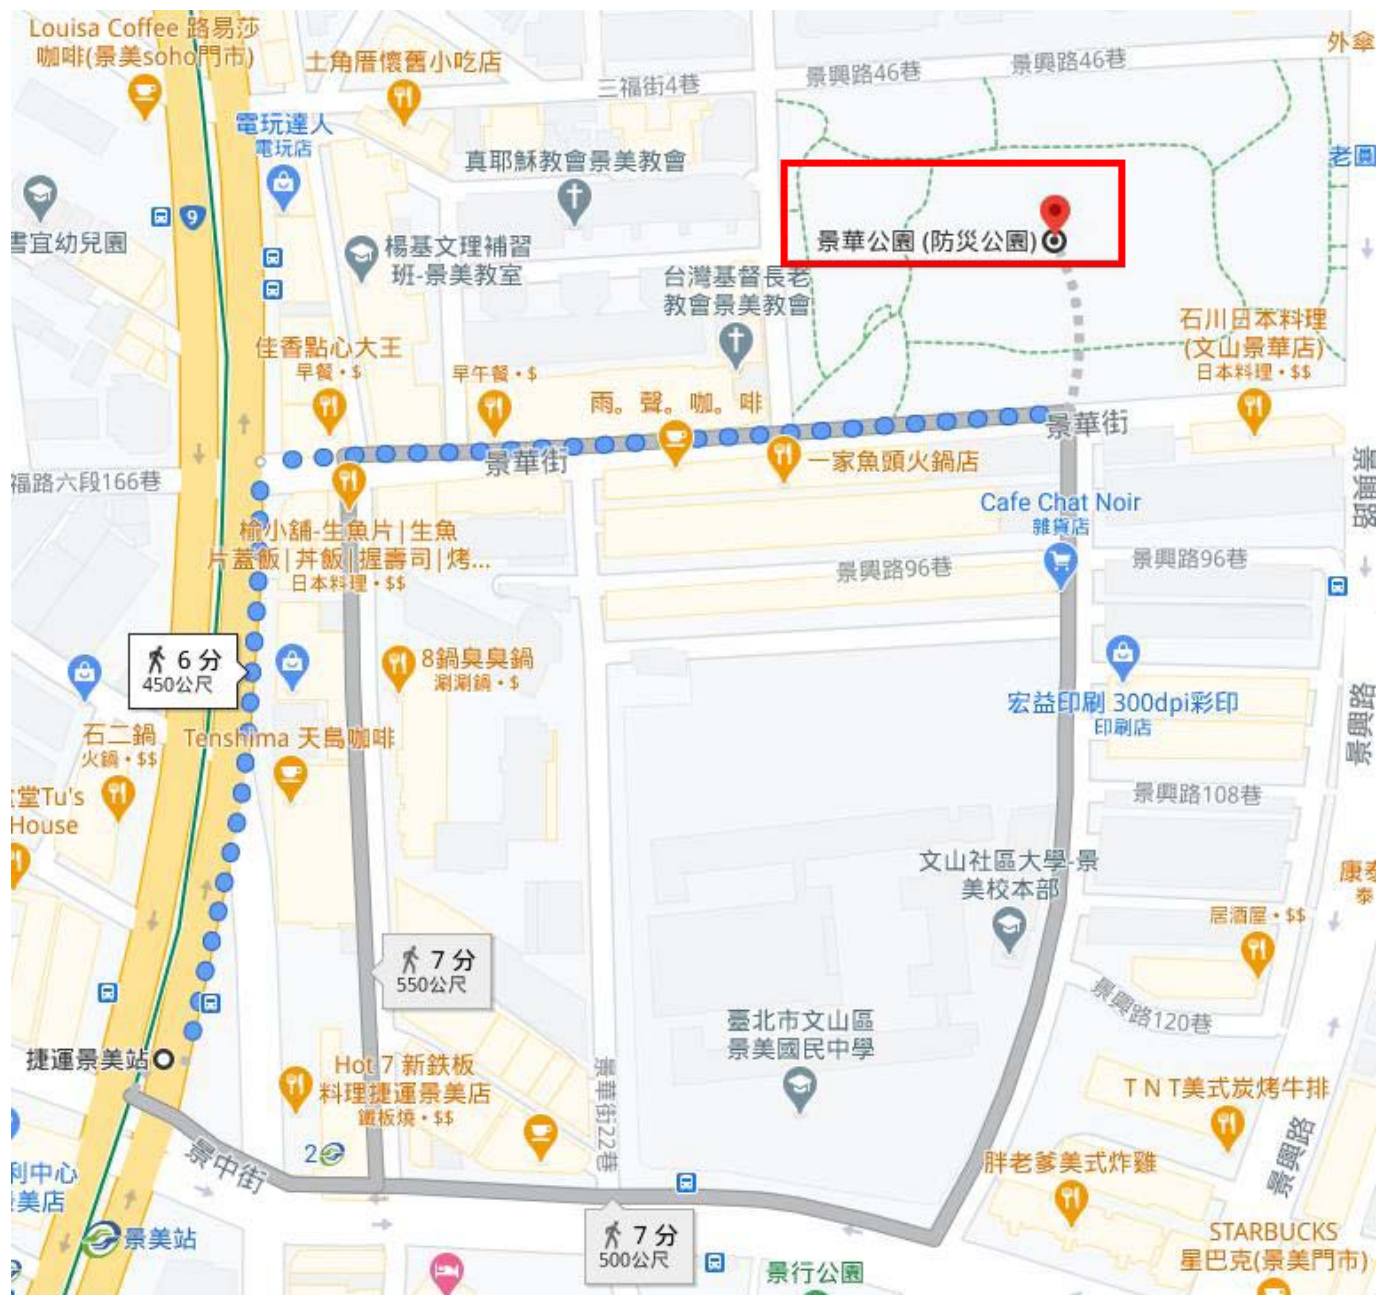 Louisa Coffee 路易莎
咖啡(景美soho門市)
土角厝懷舊小吃店
三福街4巷
景興路46巷
景興路46巷
外傘
電玩達人
電玩店
真耶穌教會景美教會
老圓
9
書宜幼兒園
楊基文理補習
班-景美教室
景華公園 (防災公園)
台灣基督長老
教會景美教會
石川日本料理
(文山景華店)
日本料理・$$
佳香點心大王
早餐・$
早午餐・$
雨。聲。咖。啡
景華街
景華街
一家魚頭火鍋店
福路六段166巷
景興路
Cafe Chat Noir
雜貨店
榆小舖-生魚片|生魚
片蓋飯|丼飯|握壽司|烤...
日本料理・$$
景興路96巷
景興路96巷
6 分
450公尺
8鍋臭臭鍋
涮涮鍋・$
宏益印刷 300dpi彩印
印刷店
景興路
石二鍋
火鍋・$$
Tenshima 天島咖啡
堂Tu's
House
景興路108巷
文山社區大學-景
美校本部
康泰
泰
居酒屋・$$
7 分
550公尺
景興路120巷
臺北市文山區
景美國民中學
捷運景美站
Hot 7 新鉄板
料理捷運景美店
鐵板燒・$$
景華街22巷
T N T美式炭烤牛排
景中街
2
胖老爹美式炸雞
景興路
利中心
景美店
景美站
7 分
500公尺
景行公園
STARBUCKS
星巴克(景美門市)